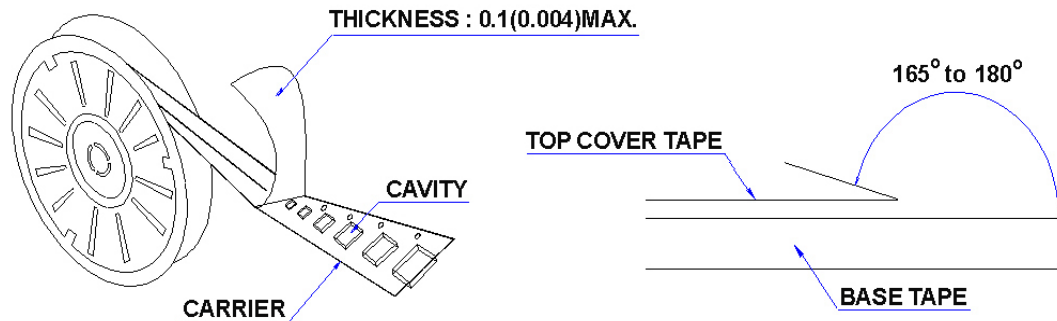 THICKNESS : 0.1(0.004)MAX.
CAVITY
CARRIER
165° to 180°
TOP COVER TAPE
BASE TAPE